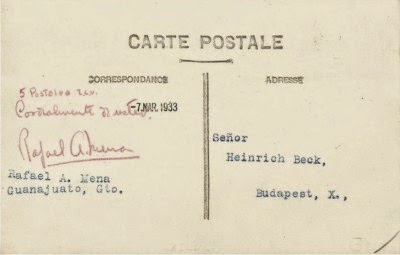 CARTE POSTALE
CORRESPONDANCE
ADRESSE
5 Postales rec.
Cordialmente
-7 MAR. 1933
Rafael A. Mena
Rafael A. Mena
Guanajuato, Gto.
Señor
Heinrich Beck,
Budapest, X.,